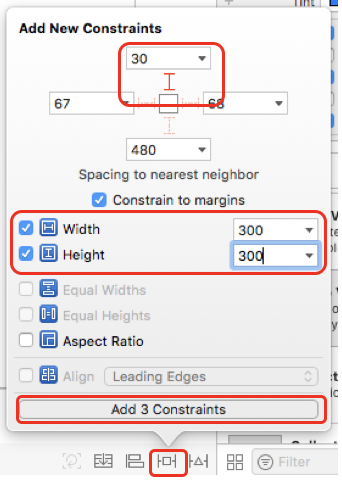 Tint
Add New Constraints
30
67
68
480
Spacing to nearest neighbor
Constrain to margins
Width
300
Height
300
Equal Widths
Equal Heights
Aspect Ratio
Align
Leading Edges
Add 3 Constraints
Filter